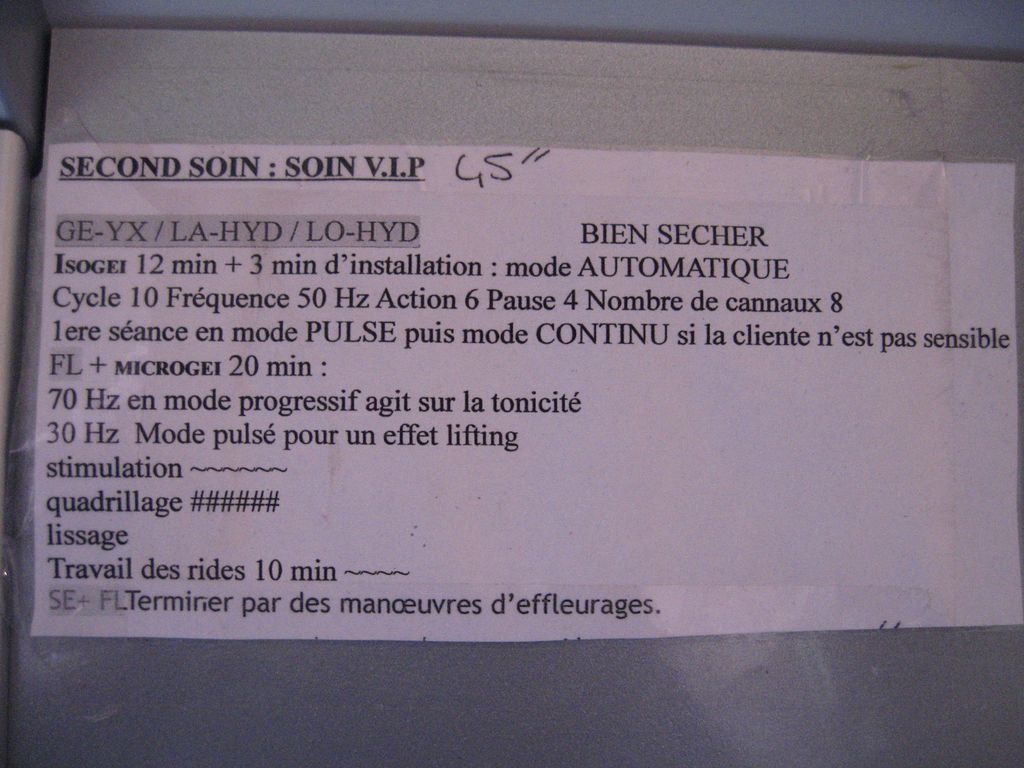 SECOND SOIN : SOIN V.I.P 45"
GE-YX / LA-HYD / LO-HYD BIEN SECHER
ISOGEI 12 min + 3 min d'installation : mode AUTOMATIQUE
Cycle 10 Fréquence 50 Hz Action 6 Pause 4 Nombre de cannaux 8
1ere séance en mode PULSE puis mode CONTINU si la cliente n'est pas sensible
FL + MICROGEI 20 min :
70 Hz en mode progressif agit sur la tonicité
30 Hz Mode pulsé pour un effet lifting
stimulation ~~~~~~
quadrillage ######
lissage
Travail des rides 10 min ~~~~
SE+ FLTerminer par des manœuvres d'effleurages.